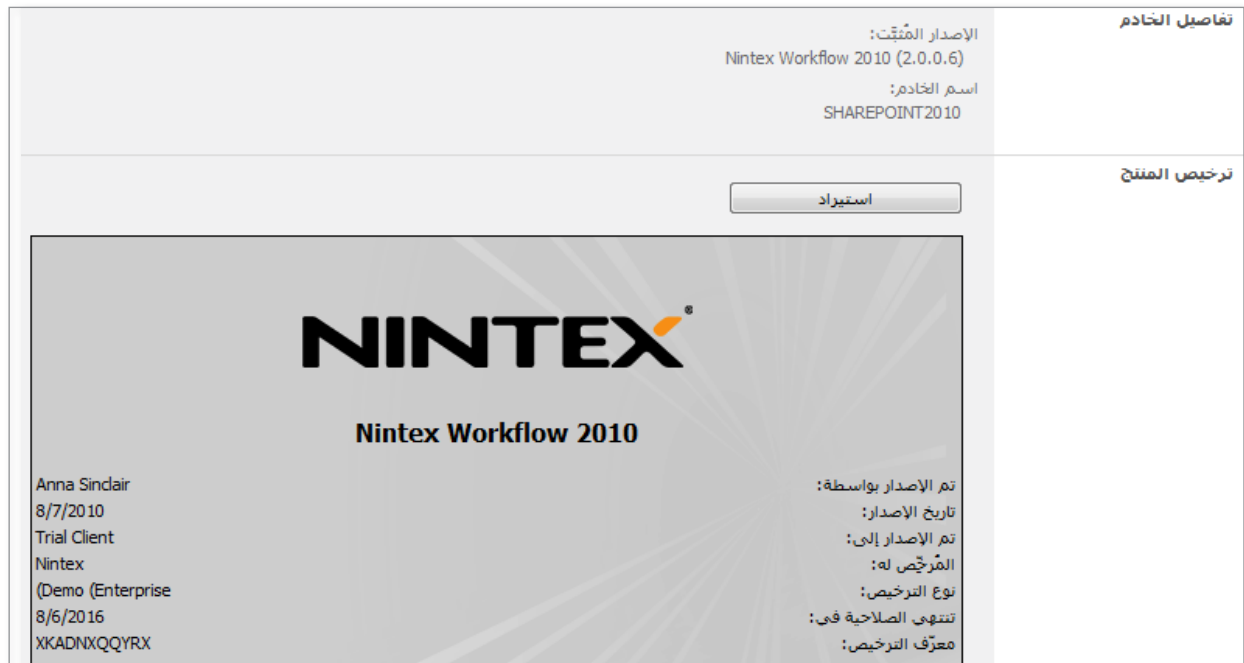 تفاصيل الخادم
الإصدار المُثبَّت:
Nintex Workflow 2010 (2.0.0.6)
اسم الخادم:
SHAREPOINT2010
ترخيص المنتج
استيراد
NINTEX®
Nintex Workflow 2010
تم الإصدار بواسطة: Anna Sinclair
تاريخ الإصدار: 8/7/2010
تم الإصدار إلى: Trial Client
المُرخَّص له: Nintex
نوع الترخيص: (Demo (Enterprise
تنتهي الصلاحية في: 8/6/2016
معرّف الترخيص: XKADNXQQYRX